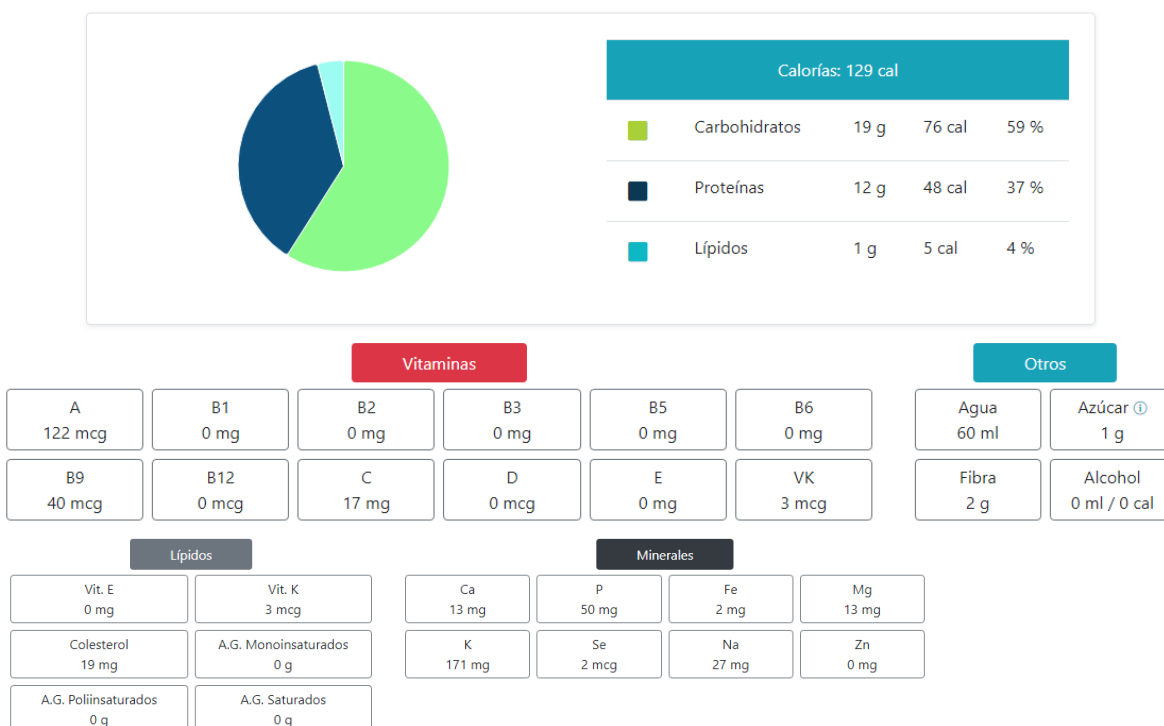 Calorías: 129 cal
Carbohidratos 19 g 76 cal 59 %
Proteínas 12 g 48 cal 37 %
Lípidos 1 g 5 cal 4 %
Vitaminas
A B1 B2 B3 B5 B6
122 mcg 0 mg 0 mg 0 mg 0 mg 0 mg
B9 B12 C D E VK
40 mcg 0 mcg 17 mg 0 mcg 0 mg 3 mcg
Otros
Agua Azúcar
60 ml 1 g
Fibra Alcohol
2 g 0 ml / 0 cal
Lípidos
Vit. E Vit. K
0 mg 3 mcg
Colesterol A.G. Monoinsaturados
19 mg 0 g
A.G. Poliinsaturados A.G. Saturados
0 g 0 g
Minerales
Ca P Fe Mg
13 mg 50 mg 2 mg 13 mg
K Se Na Zn
171 mg 2 mcg 27 mg 0 mg